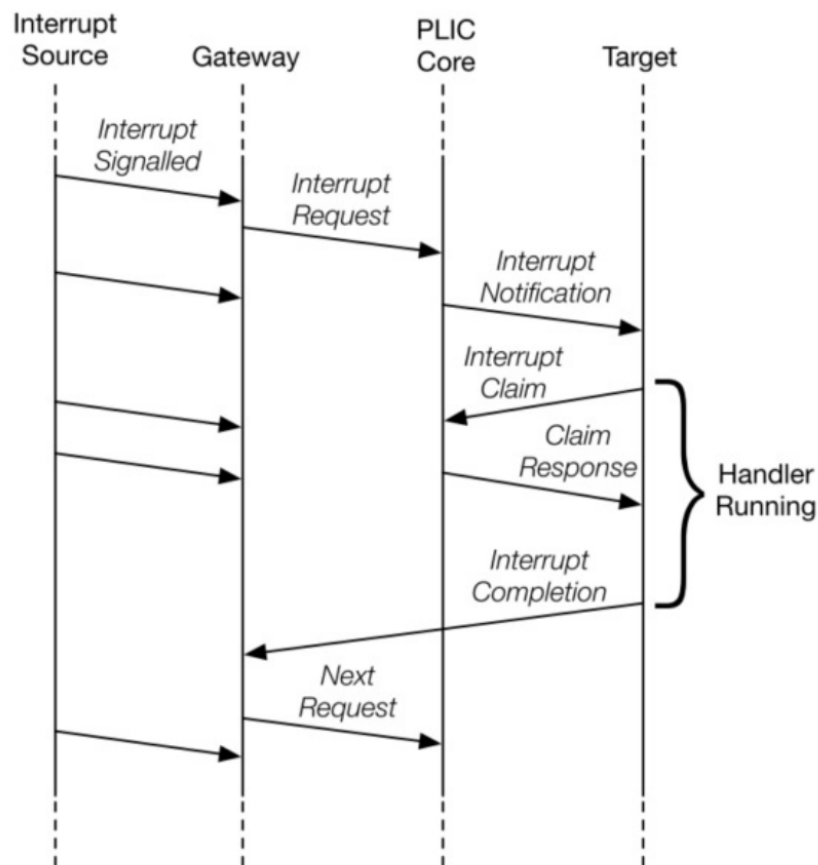 Interrupt
Source
Gateway
PLIC
Core
Target
Interrupt
Signalled
Interrupt
Request
Interrupt
Notification
Interrupt
Claim
Claim
Response
Handler
Running
Interrupt
Completion
Next
Request